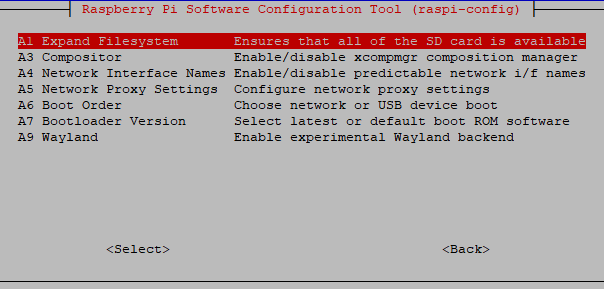 Raspberry Pi Software Configuration Tool (raspi-config)
A1 Expand Filesystem Ensures that all of the SD card is available
A3 Compositor Enable/disable xcompmgr composition manager
A4 Network Interface Names Enable/disable predictable network i/f names
A5 Network Proxy Settings Configure network proxy settings
A6 Boot Order Choose network or USB device boot
A7 Bootloader Version Select latest or default boot ROM software
A9 Wayland Enable experimental Wayland backend
<Select> <Back>